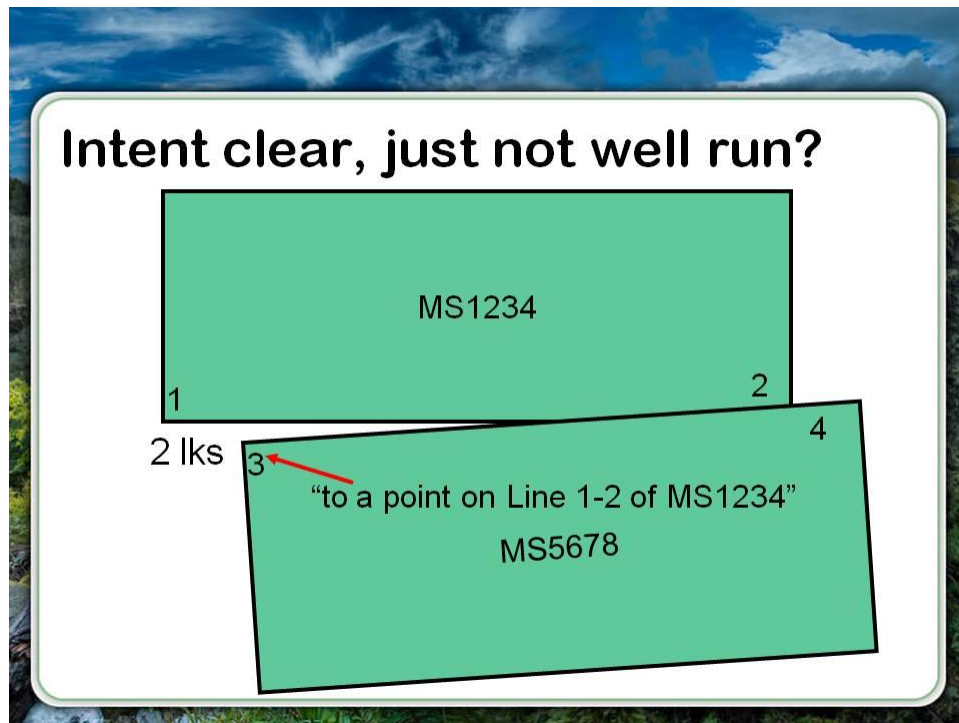 Intent clear, just not well run?
MS1234
1
2
2 lks
3
4
“to a point on Line 1-2 of MS1234”
MS5678